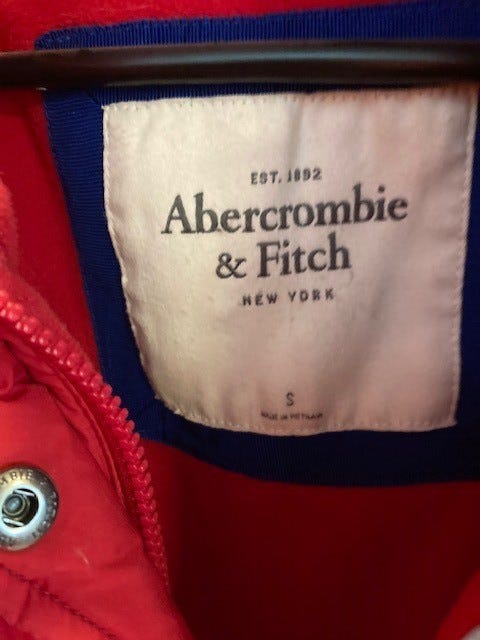 EST. 1892
Abercrombie
& Fitch
NEW YORK
S
MADE IN VIETNAM